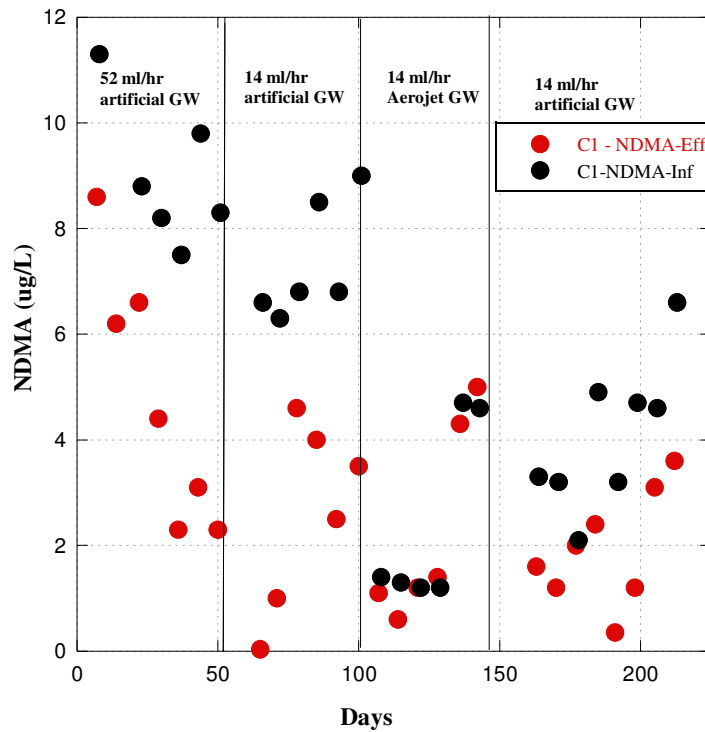 12
10
8
6
4
2
0
NDMA (ug/L)
52 ml/hr
artificial GW
14 ml/hr
artificial GW
14 ml/hr
Aerojet GW
14 ml/hr
artificial GW
C1 - NDMA-Eff
C1-NDMA-Inf
0
50
100
150
200
Days